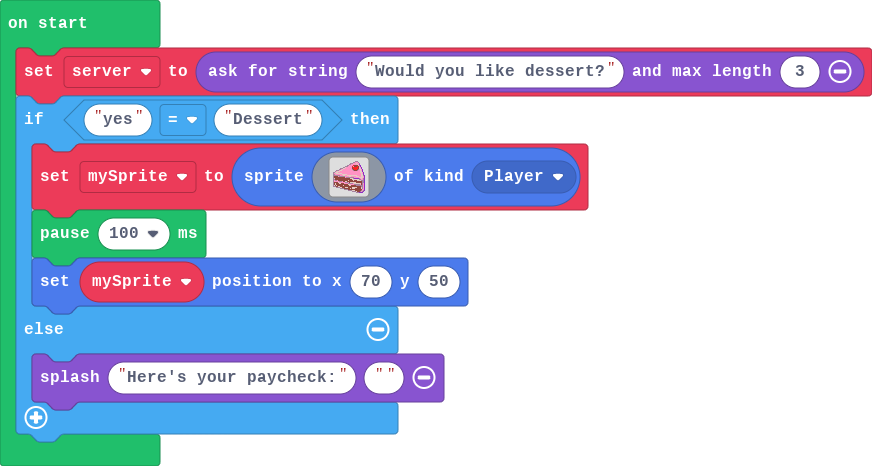 on start
set server to ask for string "Would you like dessert?" and max length 3
if "yes" = "Dessert" then
set mySprite to sprite of kind Player
pause 100 ms
set mySprite position to x 70 y 50
else
splash "Here's your paycheck:" " "